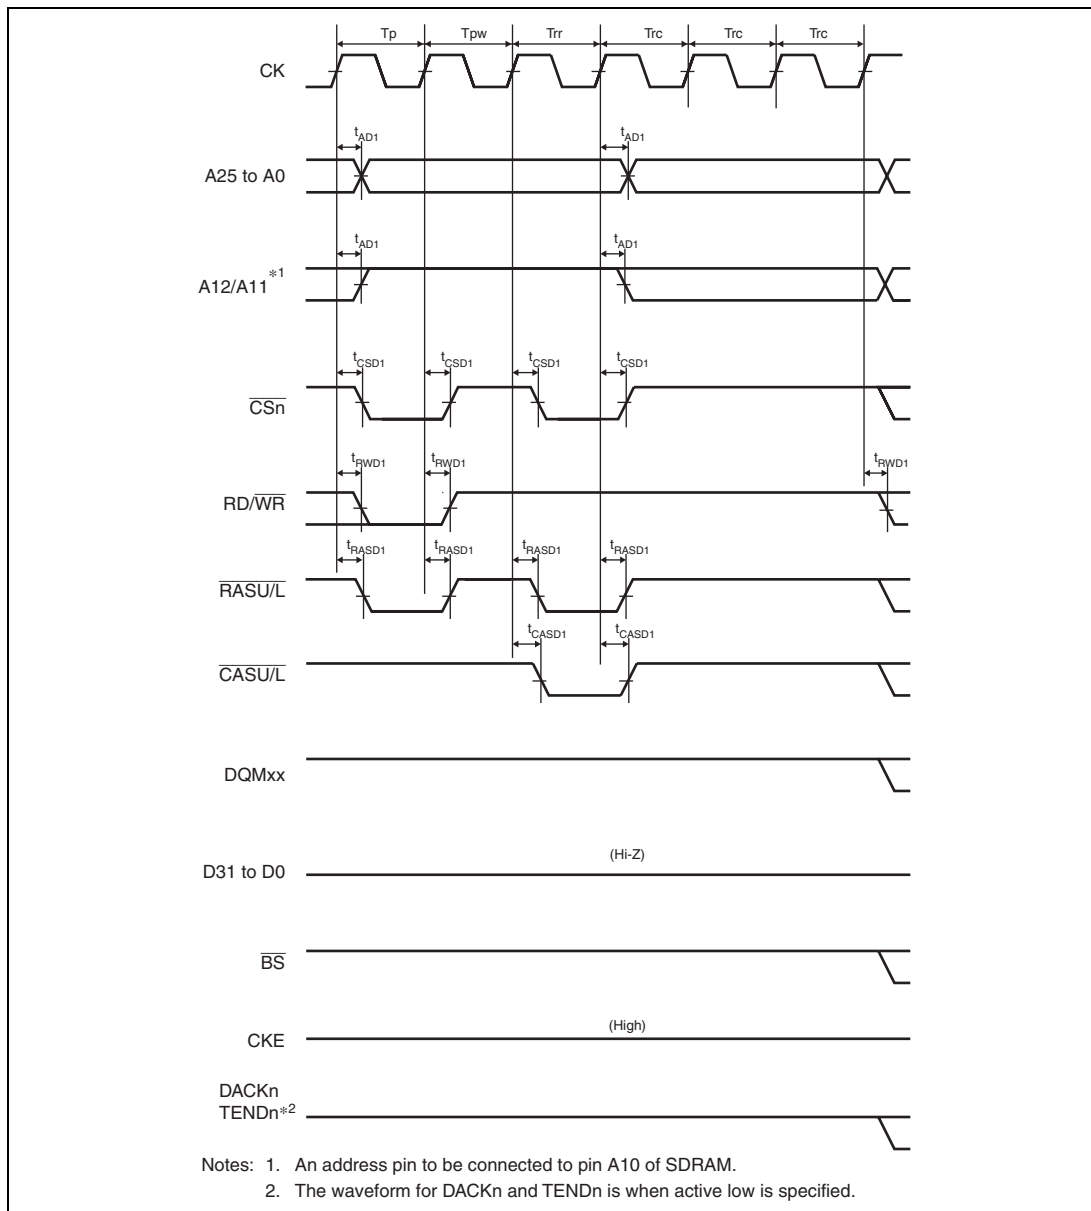 Tp Tpw Trr Trc Trc Trc
CK
tAD1 tAD1
A25 to A0
tAD1 tAD1
A12/A11*1
tCSD1 tCSD1 tCSD1 tCSD1
CSn
tRWD1 tRWD1 tRWD1
RD/WR
tRASD1 tRASD1 tRASD1 tRASD1
RASU/L
tCASD1 tCASD1
CASU/L
DQMxx
(Hi-Z)
D31 to D0
BS
(High)
CKE
DACKn
TENDn*2
Notes: 1. An address pin to be connected to pin A10 of SDRAM.
2. The waveform for DACKn and TENDn is when active low is specified.